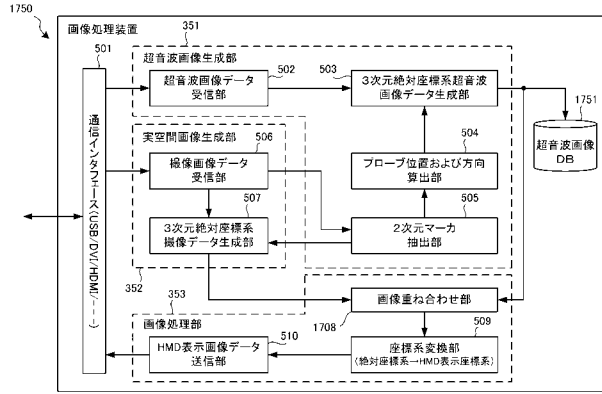 1750
画像処理装置
501
通信インタフェース(USB/DVI/HDMI/・・・)
351
超音波画像生成部
超音波画像データ
受信部
502
503
3次元絶対座標系超音波
画像データ生成部
1751
超音波画像
DB
実空間画像生成部
506
撮像画像データ
受信部
504
プローブ位置および方向
算出部
507
3次元絶対座標系
撮像データ生成部
505
2次元マーカ
抽出部
352
353
画像処理部
画像重ね合わせ部
1708
509
座標系変換部
(絶対座標系→HMD表示座標系)
510
HMD表示画像データ
送信部